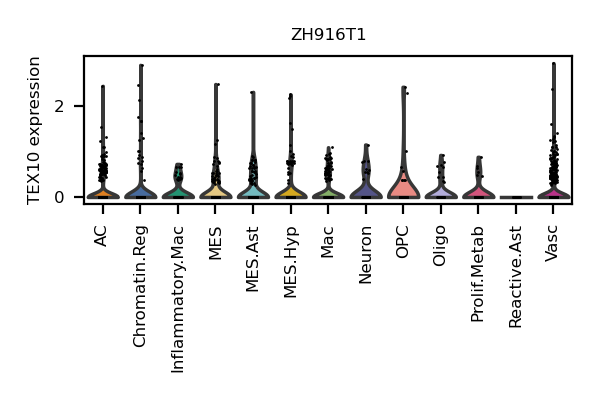 ZH916T1
TEX10 expression
2
0
AC
Chromatin.Reg
Inflammatory.Mac
MES
MES.Ast
MES.Hyp
Mac
Neuron
OPC
Oligo
Prolif.Metab
Reactive.Ast
Vasc